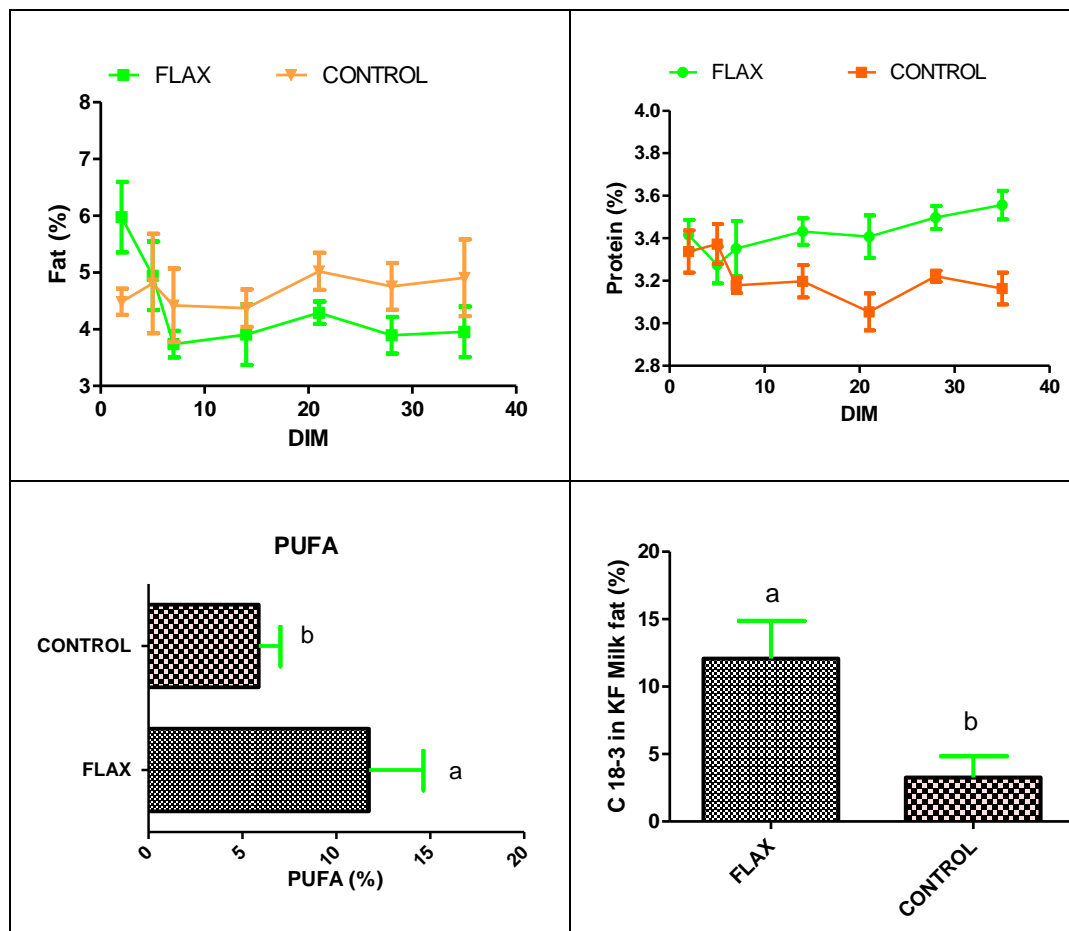 FLAX CONTROL
8
7
6
5
4
3
Fat (%)
0 10 20 30 40
DIM
FLAX CONTROL
4.0
3.8
3.6
3.4
3.2
3.0
2.8
Protein (%)
0 10 20 30 40
DIM
PUFA
CONTROL
b
FLAX
a
0 5 10 15 20
PUFA (%)
20
15
10
5
0
C 18-3 in KF Milk fat (%)
a
b
FLAX
CONTROL